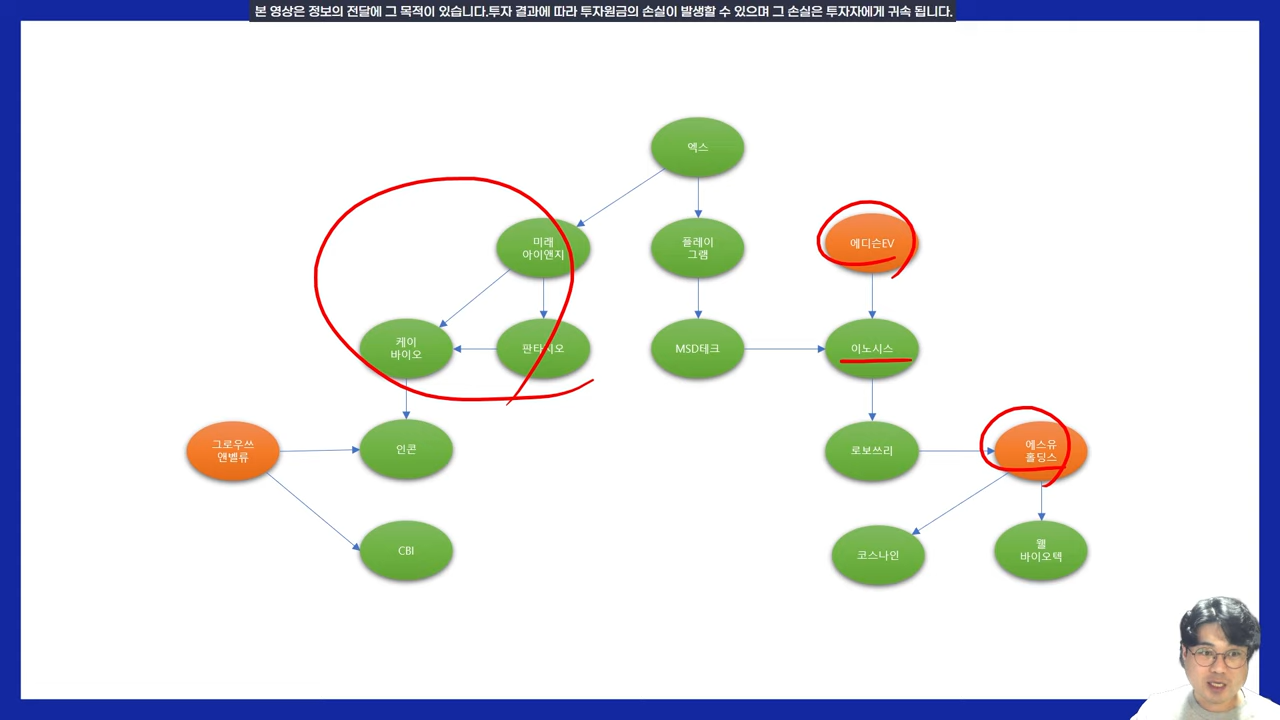 본 영상은 정보의 전달에 그 목적이 있습니다.투자 결과에 따라 투자원금의 손실이 발생할 수 있으며 그 손실은 투자자에게 귀속 됩니다.
엑스
미래
아이앤지
플레이
그램
에디슨EV
케이
바이오
판타지오
MSD테크
이노시스
그로우쓰
앤밸류
인콘
로보쓰리
에스유
홀딩스
CBI
코스나인
웰
바이오텍